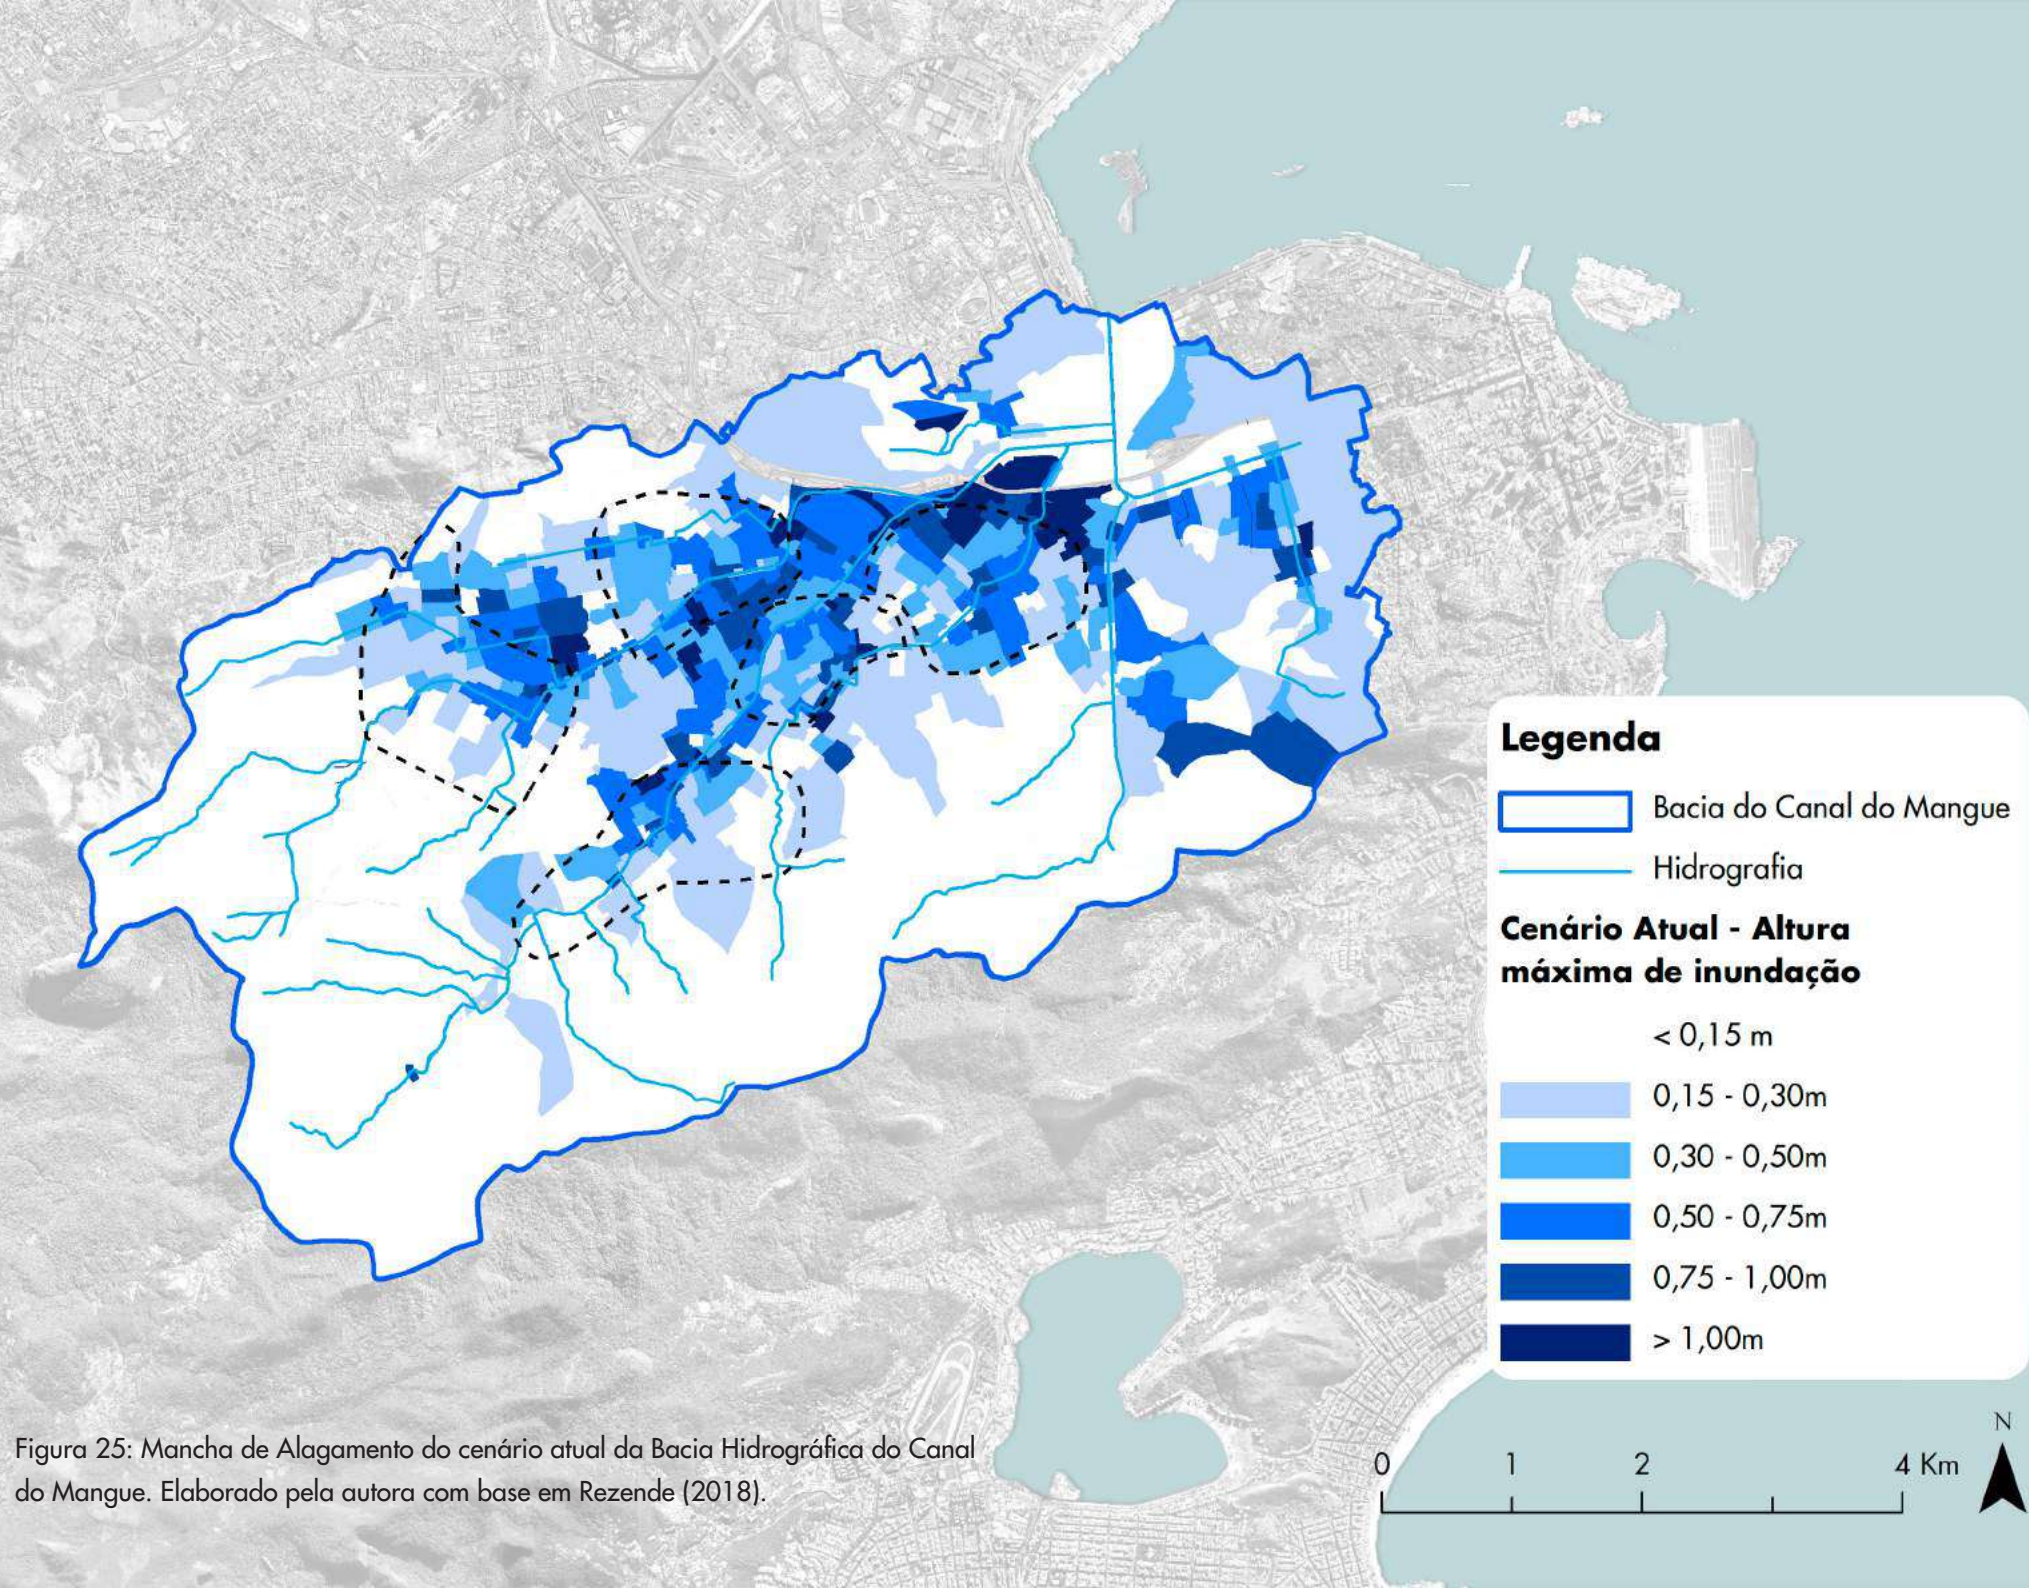 Legenda
Bacia do Canal do Mangue
Hidrografia
Cenário Atual - Altura
máxima de inundação
< 0,15 m
0,15 - 0,30m
0,30 - 0,50m
0,50 - 0,75m
0,75 - 1,00m
> 1,00m
N
0 1 2 4 Km
Figura 25: Mancha de Alagamento do cenário atual da Bacia Hidrográfica do Canal
do Mangue. Elaborado pela autora com base em Rezende (2018).